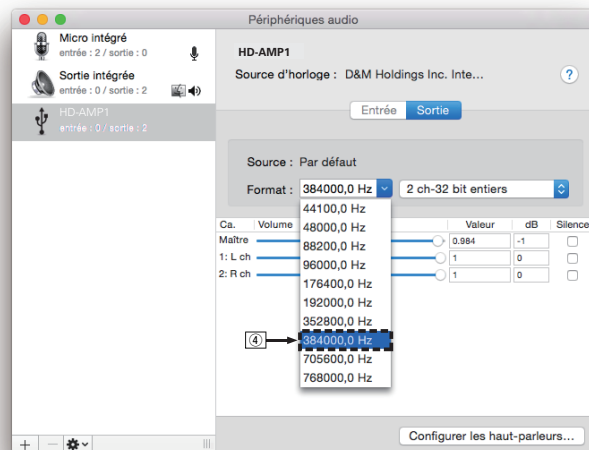 Périphériques audio
Micro intégré
entrée : 2 / sortie : 0
Sortie intégrée
entrée : 0 / sortie : 2
HD-AMP1
entrée : 0 / sortie : 2
HD-AMP1
Source d'horloge : D&M Holdings Inc. Inte...
?
Entrée Sortie
Source : Par défaut
Format : 384000,0 Hz 2 ch-32 bit entiers
44100,0 Hz
48000,0 Hz
88200,0 Hz
96000,0 Hz
176400,0 Hz
192000,0 Hz
352800,0 Hz
④ 384000,0 Hz
705600,0 Hz
768000,0 Hz
Ca. Volume Valeur dB Silence
Maître 0.984 -1
1: L ch 1 0
2: R ch 1 0
Configurer les haut-parleurs...